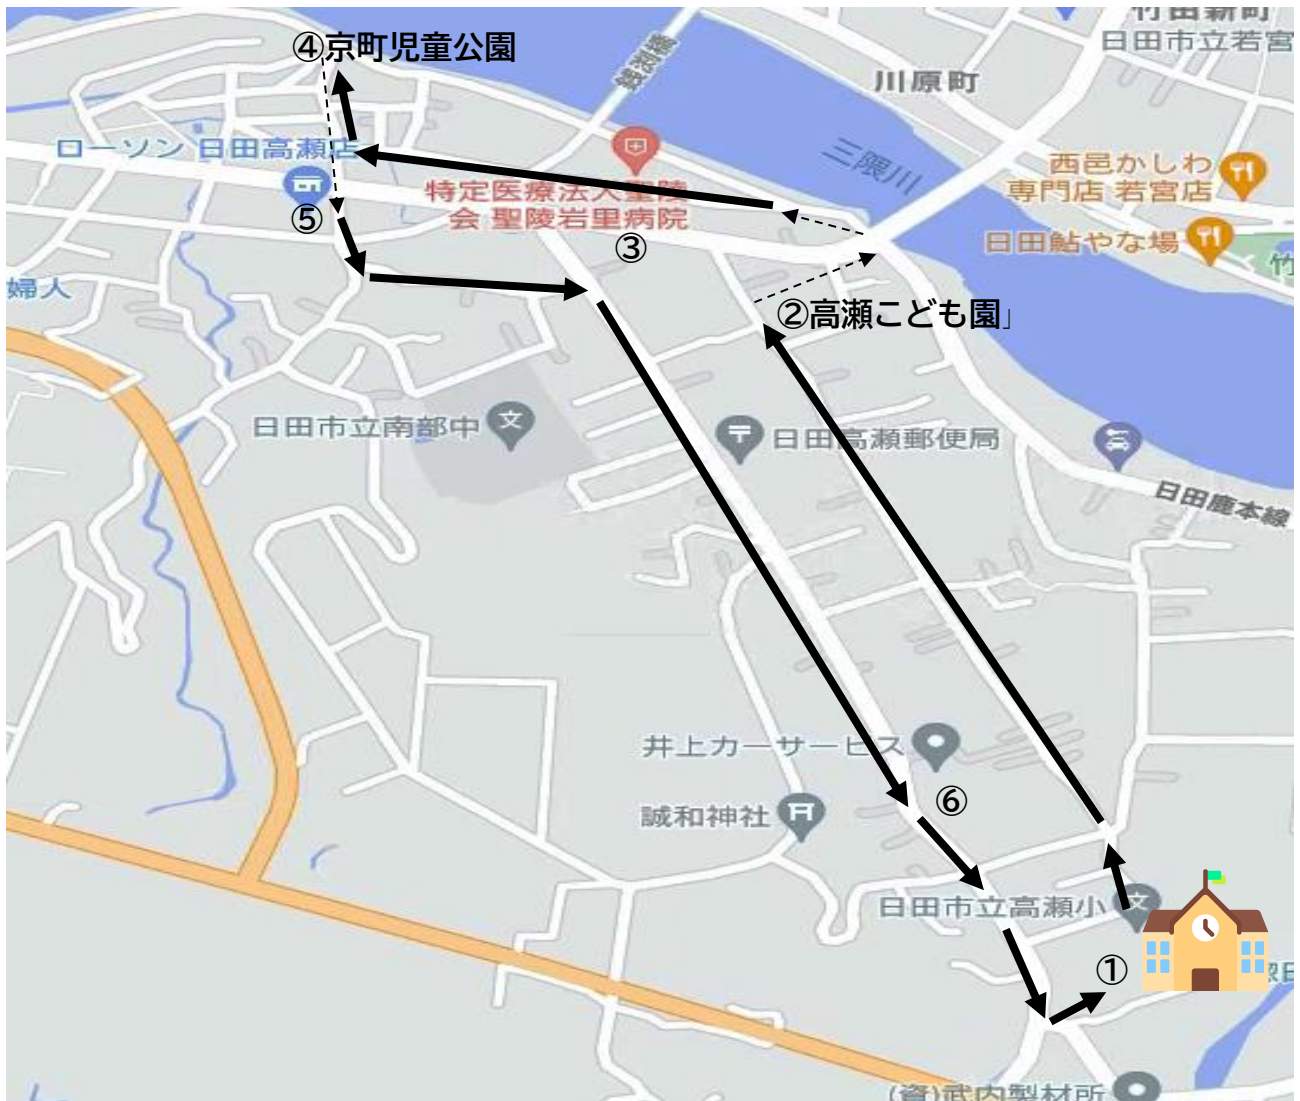 竹田新町
日田市立若宮
④京町児童公園
川原町
ローソン 日田高瀬店
三隈川
西邑かしわ
専門店 若宮店
特定医療法人聖陵
会 聖陵岩里病院
⑤
③
日田鮎やな場
竹
婦人
②高瀬こども園」
日田市立南部中
文
日田高瀬郵便局
日田鹿本線
井上カーサービス
⑥
誠和神社
日田市立高瀬小
文
①
(資)武内製材所